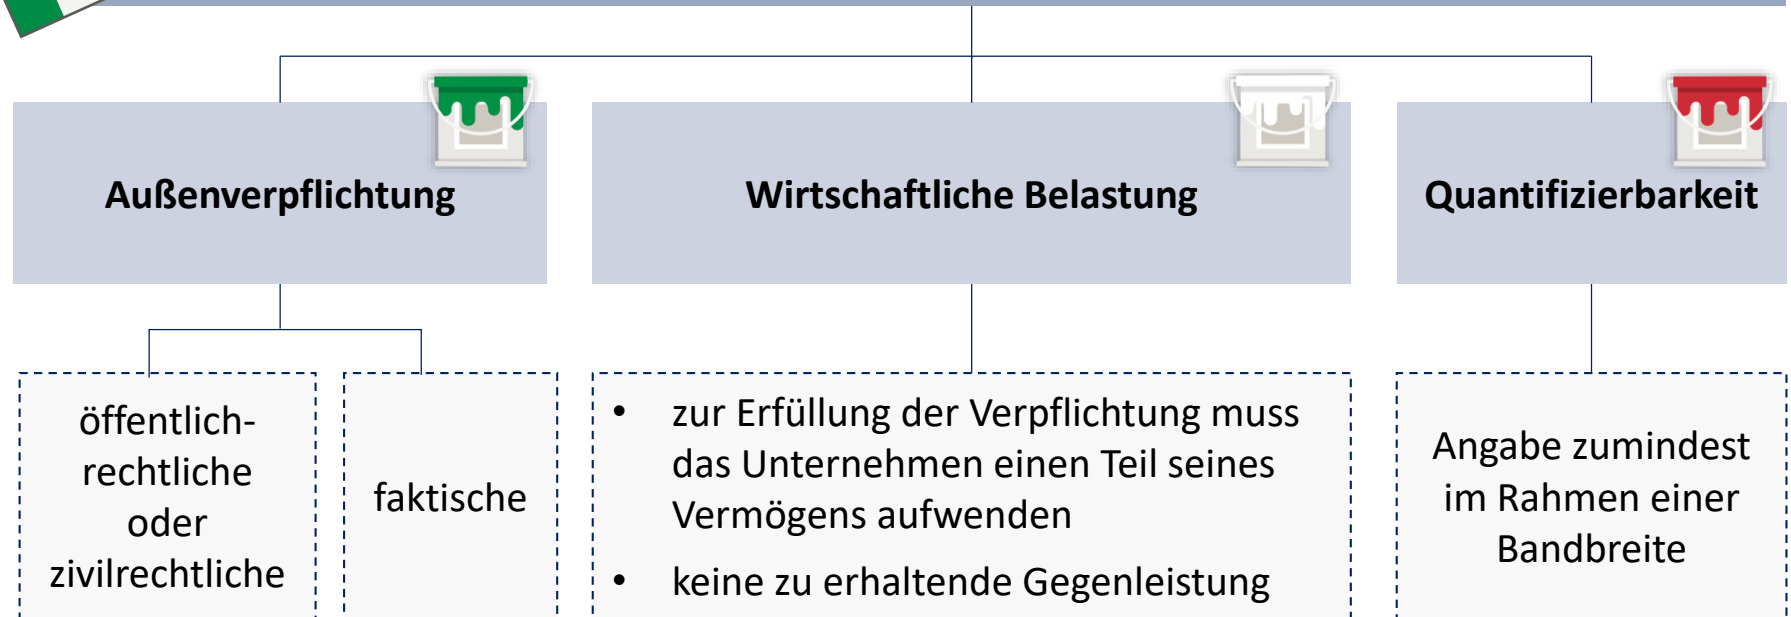 Außenverpflichtung
Wirtschaftliche Belastung
Quantifizierbarkeit
öffentlich-
rechtliche
oder
zivilrechtliche
faktische
• zur Erfüllung der Verpflichtung muss
das Unternehmen einen Teil seines
Vermögens aufwenden
• keine zu erhaltende Gegenleistung
Angabe zumindest
im Rahmen einer
Bandbreite